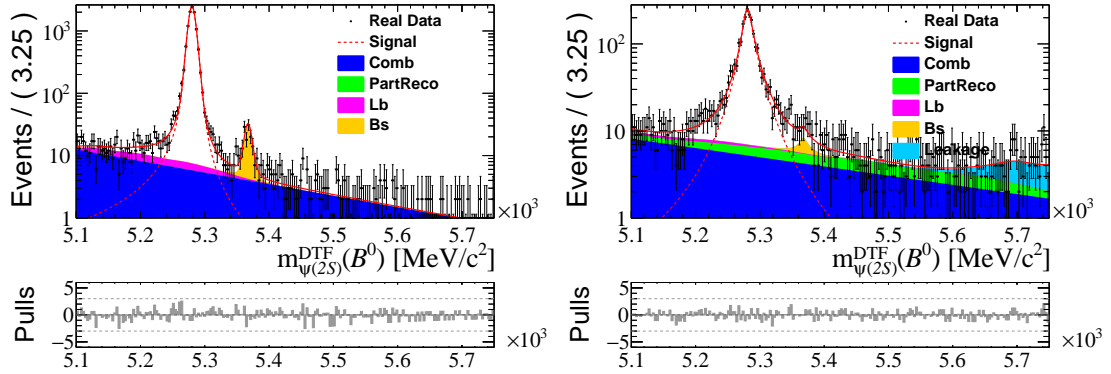 Events / ( 3.25
10³
10²
10
1
Real Data
Signal
Comb
PartReco
Lb
Bs
×10³
5.1 5.2 5.3 5.4 5.5 5.6 5.7
m^DTF_ψ(2S)(B⁰) [MeV/c²]
Pulls
5
0
−5
×10³
5.1 5.2 5.3 5.4 5.5 5.6 5.7
Events / ( 3.25
10²
10
1
Real Data
Signal
Comb
PartReco
Lb
Bs
Leakage
×10³
5.1 5.2 5.3 5.4 5.5 5.6 5.7
m^DTF_ψ(2S)(B⁰) [MeV/c²]
Pulls
5
0
−5
×10³
5.1 5.2 5.3 5.4 5.5 5.6 5.7